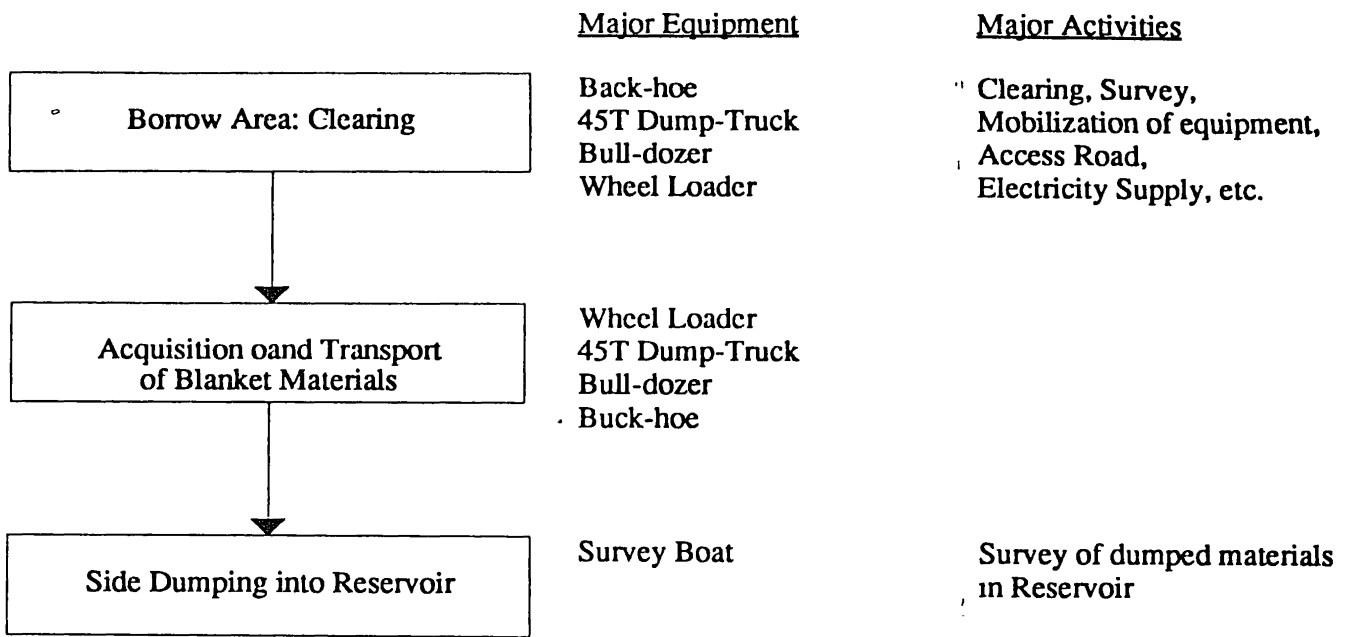 Major Equipment
Major Activities
Borrow Area: Clearing
Back-hoe
45T Dump-Truck
Bull-dozer
Wheel Loader
Clearing, Survey,
Mobilization of equipment,
Access Road,
Electricity Supply, etc.
Acquisition oand Transport
of Blanket Materials
Wheel Loader
45T Dump-Truck
Bull-dozer
Buck-hoe
Side Dumping into Reservoir
Survey Boat
Survey of dumped materials
in Reservoir